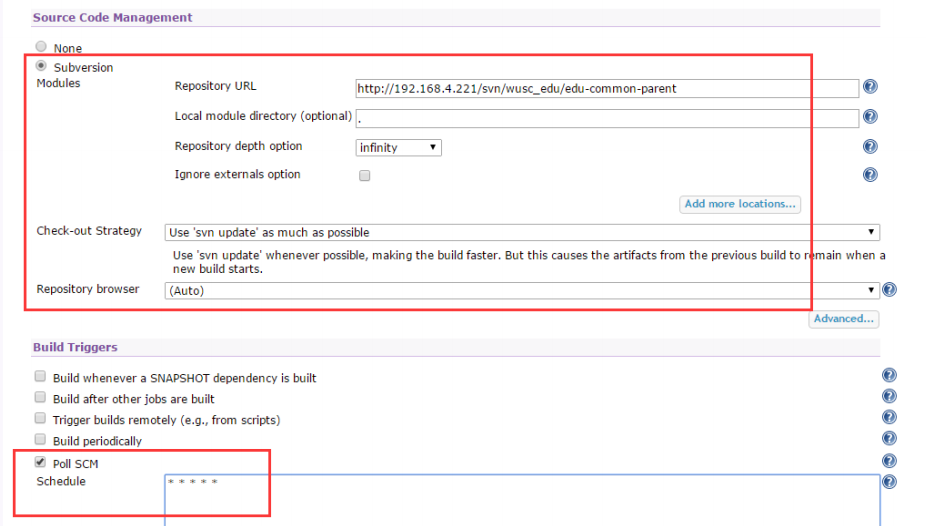 Source Code Management
None
Subversion
Modules
Repository URL
http://192.168.4.221/svn/wusc_edu/edu-common-parent
Local module directory (optional)
.
Repository depth option
infinity
Ignore externals option
Add more locations...
Check-out Strategy
Use 'svn update' as much as possible
Use 'svn update' whenever possible, making the build faster. But this causes the artifacts from the previous build to remain when a
new build starts.
Repository browser
(Auto)
Advanced...
Build Triggers
Build whenever a SNAPSHOT dependency is built
Build after other jobs are built
Trigger builds remotely (e.g., from scripts)
Build periodically
Poll SCM
Schedule
* * * * *